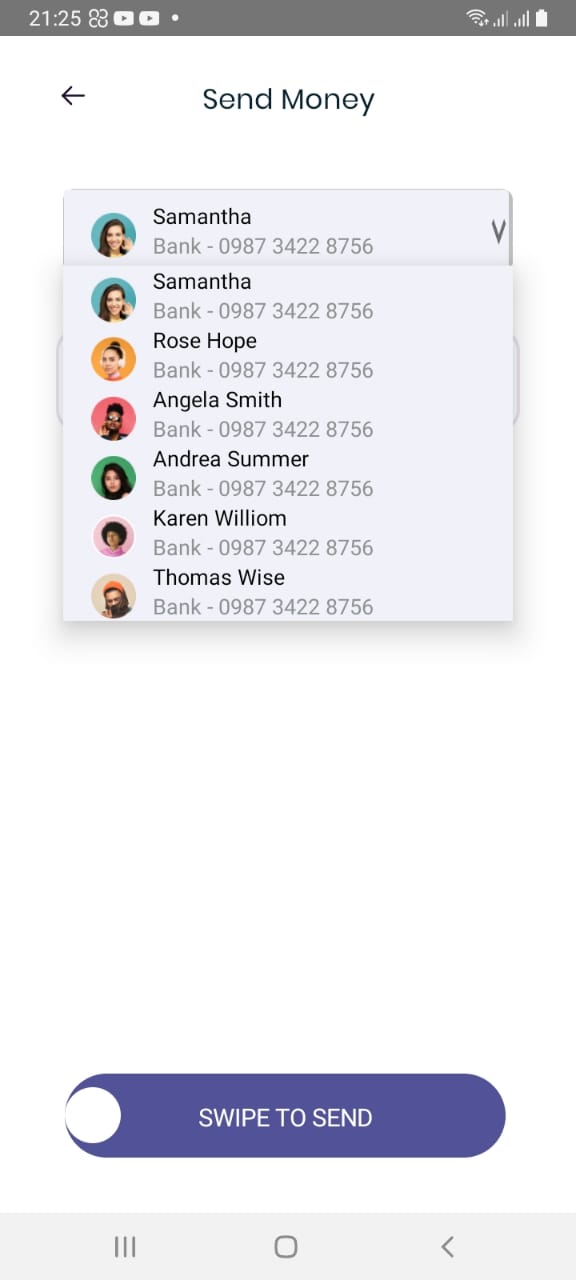 21:25
Send Money
Samantha
Bank - 0987 3422 8756
Samantha
Bank - 0987 3422 8756
Rose Hope
Bank - 0987 3422 8756
Angela Smith
Bank - 0987 3422 8756
Andrea Summer
Bank - 0987 3422 8756
Karen Williom
Bank - 0987 3422 8756
Thomas Wise
Bank - 0987 3422 8756
SWIPE TO SEND